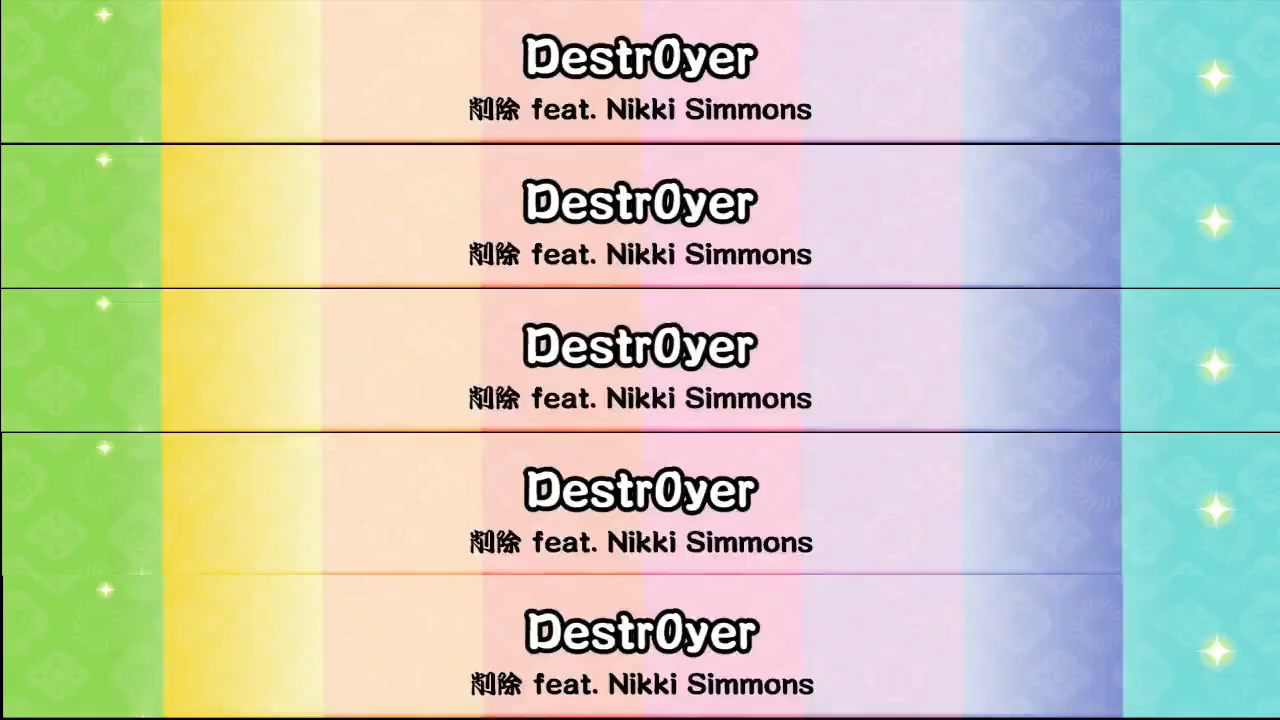 Destr0yer
削除 feat. Nikki Simmons
Destr0yer
削除 feat. Nikki Simmons
Destr0yer
削除 feat. Nikki Simmons
Destr0yer
削除 feat. Nikki Simmons
Destr0yer
削除 feat. Nikki Simmons